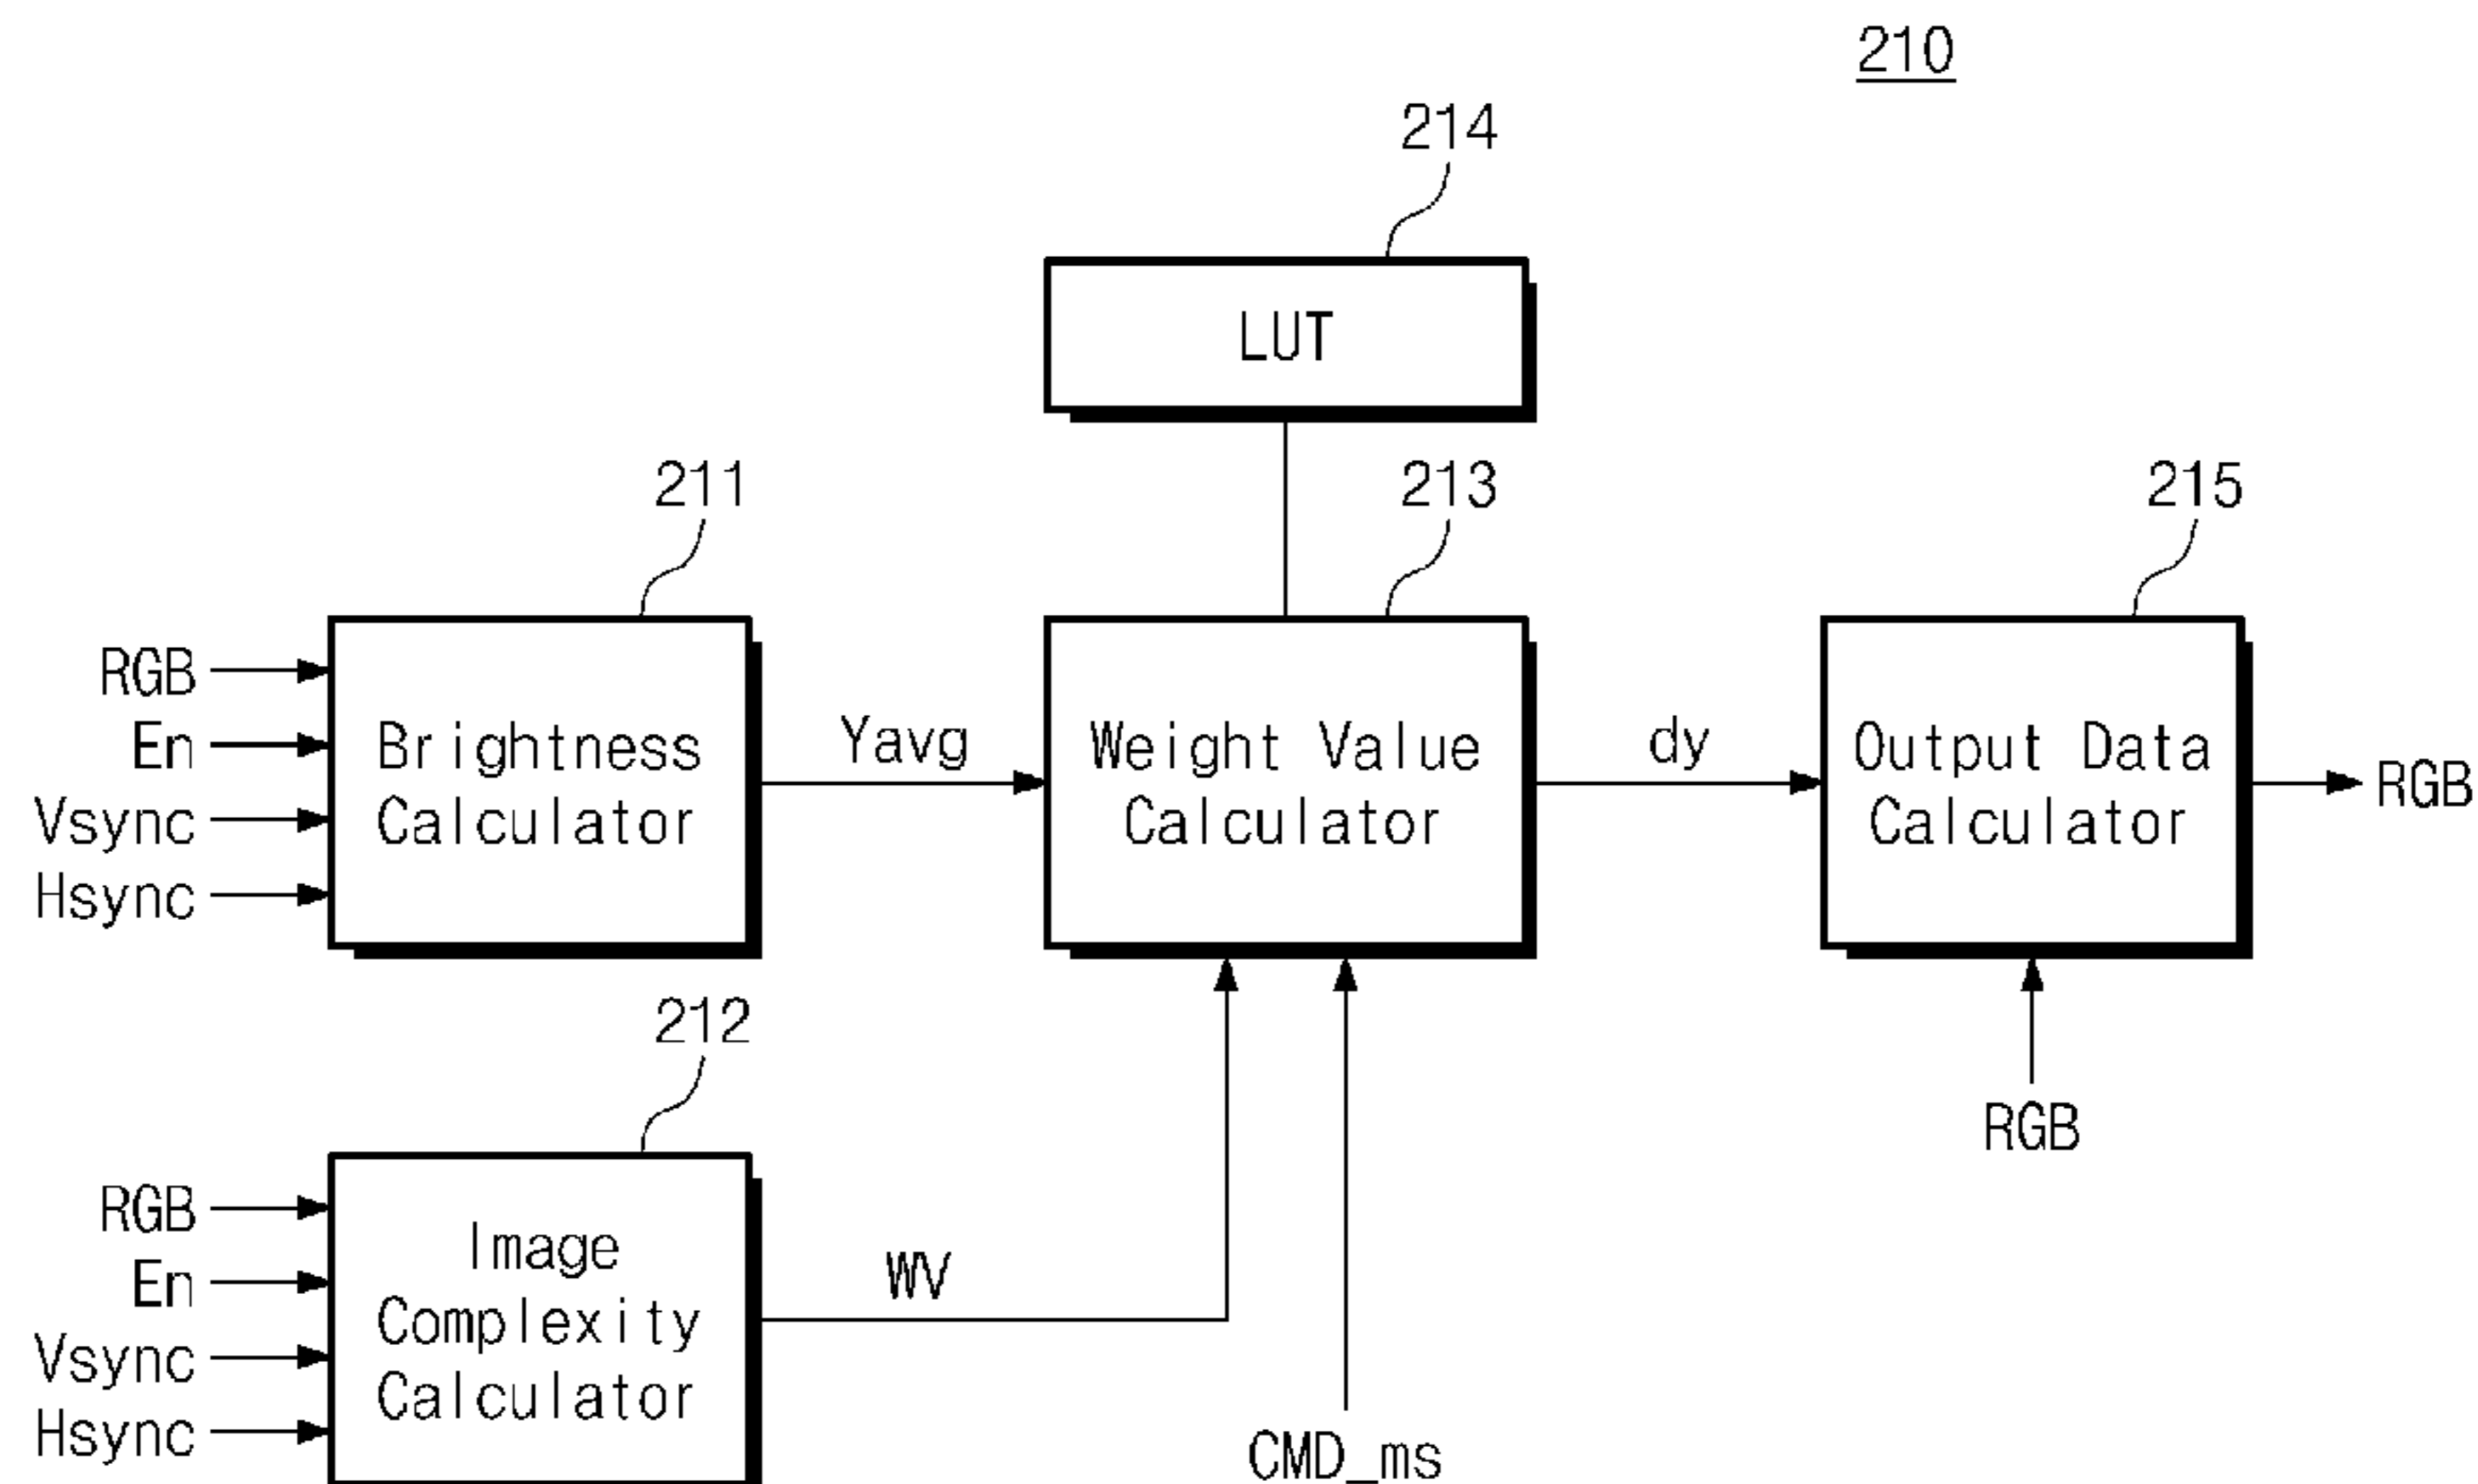 210
214
LUT
211
213
215
RGB
En
Vsync
Hsync
Brightness
Calculator
Yavg
Weight Value
Calculator
dy
Output Data
Calculator
RGB
RGB
212
RGB
En
Vsync
Hsync
Image
Complexity
Calculator
WV
CMD_ms